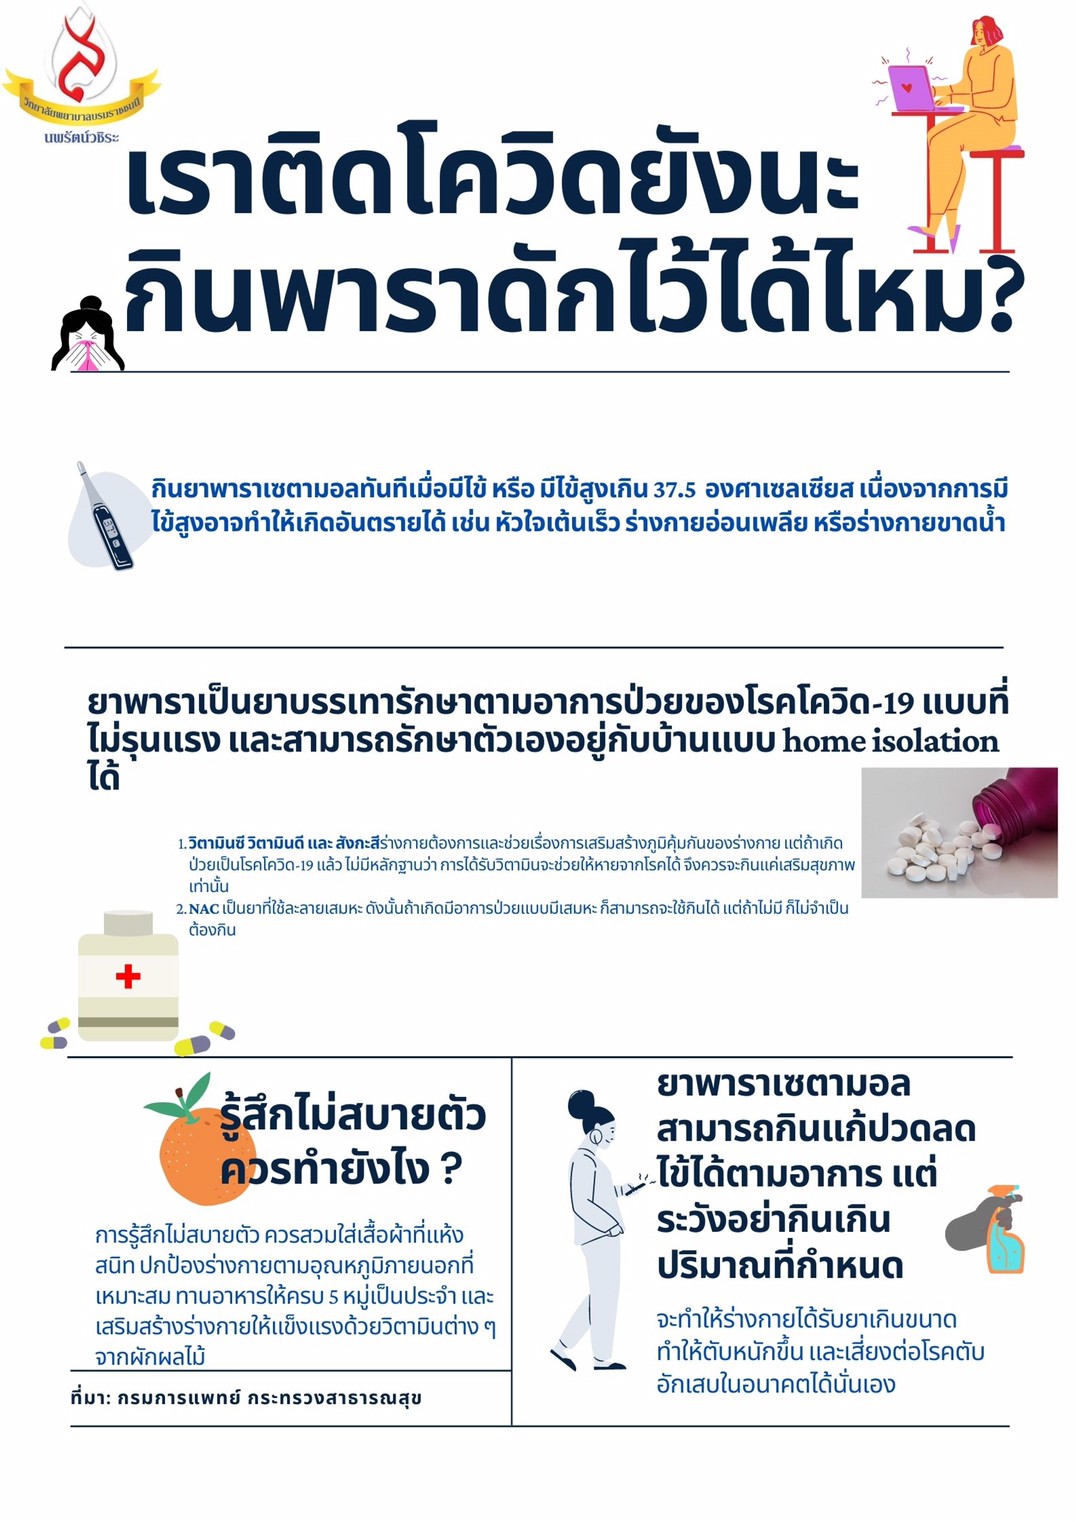 วิทยาลัยพยาบาลบรมราชชนนี
นพรัตน์วชิระ
เราติดโควิดยังนะ
กินพาราดักไว้ได้ไหม?
กินยาพาราเซตามอลทันทีเมื่อมีไข้ หรือ มีไข้สูงเกิน 37.5 องศาเซลเซียส เนื่องจากการมี
ไข้สูงอาจทำให้เกิดอันตรายได้ เช่น หัวใจเต้นเร็ว ร่างกายอ่อนเพลีย หรือร่างกายขาดน้ำ
ยาพาราเป็นยาบรรเทารักษาตามอาการป่วยของโรคโควิด-19 แบบที่
ไม่รุนแรง และสามารถรักษาตัวเองอยู่กับบ้านแบบ home isolation
ได้
1. วิตามินซี วิตามินดี และ สังกะสีร่างกายต้องการและช่วยเรื่องการเสริมสร้างภูมิคุ้มกันของร่างกาย แต่ถ้าเกิด
ป่วยเป็นโรคโควิด-19 แล้ว ไม่มีหลักฐานว่า การได้รับวิตามินจะช่วยให้หายจากโรคได้ จึงควรจะกินแค่เสริมสุขภาพ
เท่านั้น
2. NAC เป็นยาที่ใช้ละลายเสมหะ ดังนั้นถ้าเกิดมีอาการป่วยแบบมีเสมหะ ก็สามารถจะใช้กินได้ แต่ถ้าไม่มี ก็ไม่จำเป็น
ต้องกิน
รู้สึกไม่สบายตัว
ควรทำยังไง ?
การรู้สึกไม่สบายตัว ควรสวมใส่เสื้อผ้าที่แห้ง
สนิท ปกป้องร่างกายตามอุณหภูมิภายนอกที่
เหมาะสม ทานอาหารให้ครบ 5 หมู่เป็นประจำ และ
เสริมสร้างร่างกายให้แข็งแรงด้วยวิตามินต่าง ๆ
จากผักผลไม้
ที่มา: กรมการแพทย์ กระทรวงสาธารณสุข
ยาพาราเซตามอล
สามารถกินแก้ปวดลด
ไข้ได้ตามอาการ แต่
ระวังอย่ากินเกิน
ปริมาณที่กำหนด
จะทำให้ร่างกายได้รับยาเกินขนาด
ทำให้ตับหนักขึ้น และเสี่ยงต่อโรคตับ
อักเสบในอนาคตได้นั่นเอง